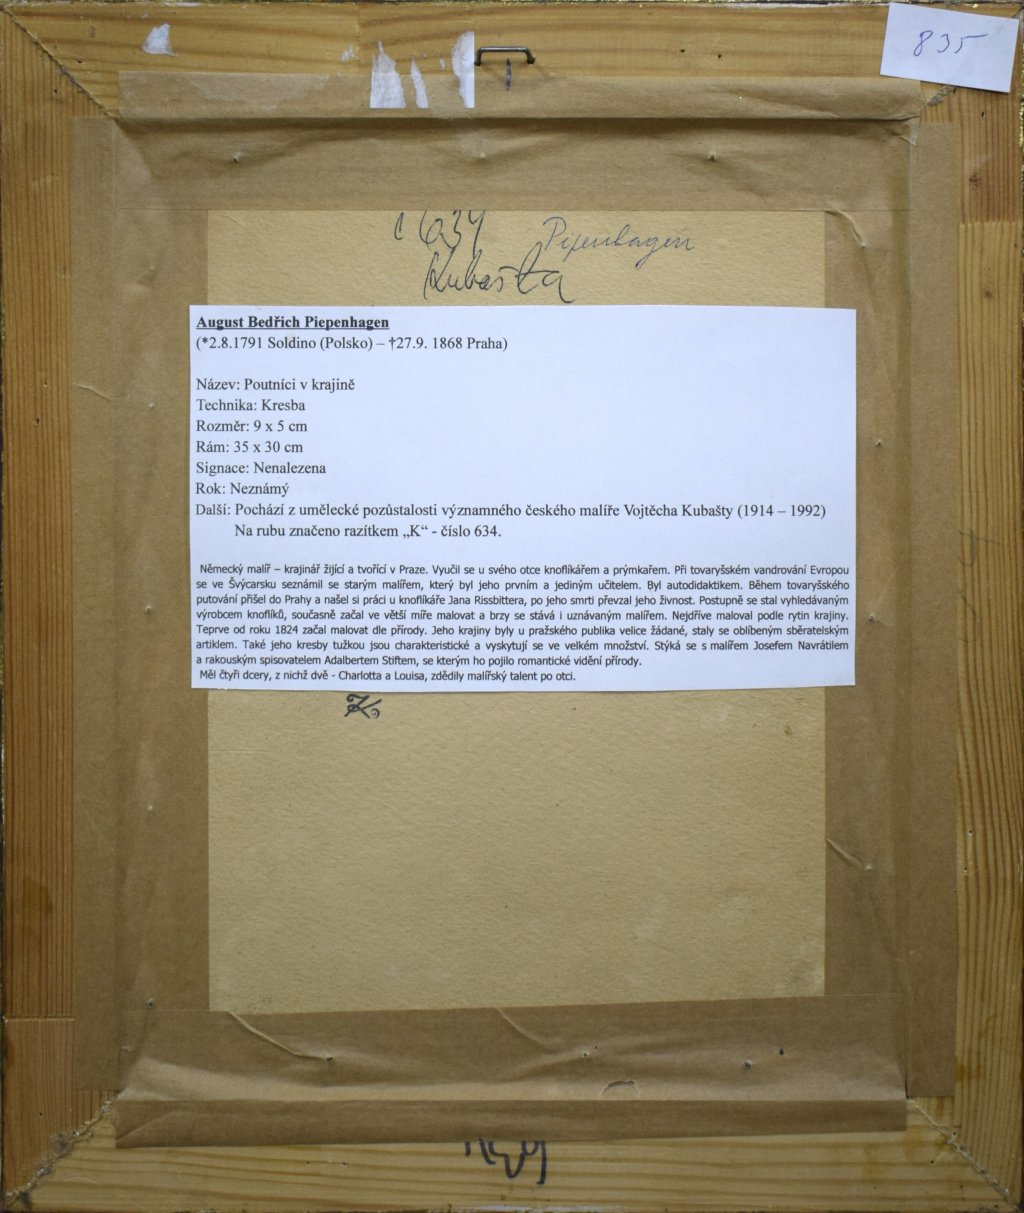 835
č 634 Pipenhagen
Kubašta
August Bedřich Piepenhagen
(*2.8.1791 Soldino (Polsko) – †27.9. 1868 Praha)
Název: Poutníci v krajině
Technika: Kresba
Rozměr: 9 x 5 cm
Rám: 35 x 30 cm
Signace: Nenalezena
Rok: Neznámý
Další: Pochází z umělecké pozůstalosti významného českého malíře Vojtěcha Kubašty (1914 – 1992)
Na rubu značeno razítkem „K“ - číslo 634.
Německý malíř – krajinář žijící a tvořící v Praze. Vyučil se u svého otce knoflíkářem a prýmkařem. Při tovaryšském vandrování Evropou
se ve Švýcarsku seznámil se starým malířem, který byl jeho prvním a jediným učitelem. Byl autodidaktikem. Během tovaryšského
putování přišel do Prahy a našel si práci u knoflíkáře Jana Rissbittera, po jeho smrti převzal jeho živnost. Postupně se stal vyhledávaným
výrobcem knoflíků, současně začal ve větší míře malovat a brzy se stává i uznávaným malířem. Nejdříve maloval podle rytin krajiny.
Teprve od roku 1824 začal malovat dle přírody. Jeho krajiny byly u pražského publika velice žádané, staly se oblíbeným sběratelským
artiklem. Také jeho kresby tužkou jsou charakteristické a vyskytují se ve velkém množství. Stýká se s malířem Josefem Navrátilem
a rakouským spisovatelem Adalbertem Stiftem, se kterým ho pojilo romantické vidění přírody.
Měl čtyři dcery, z nichž dvě - Charlotta a Louisa, zdědily malířský talent po otci.